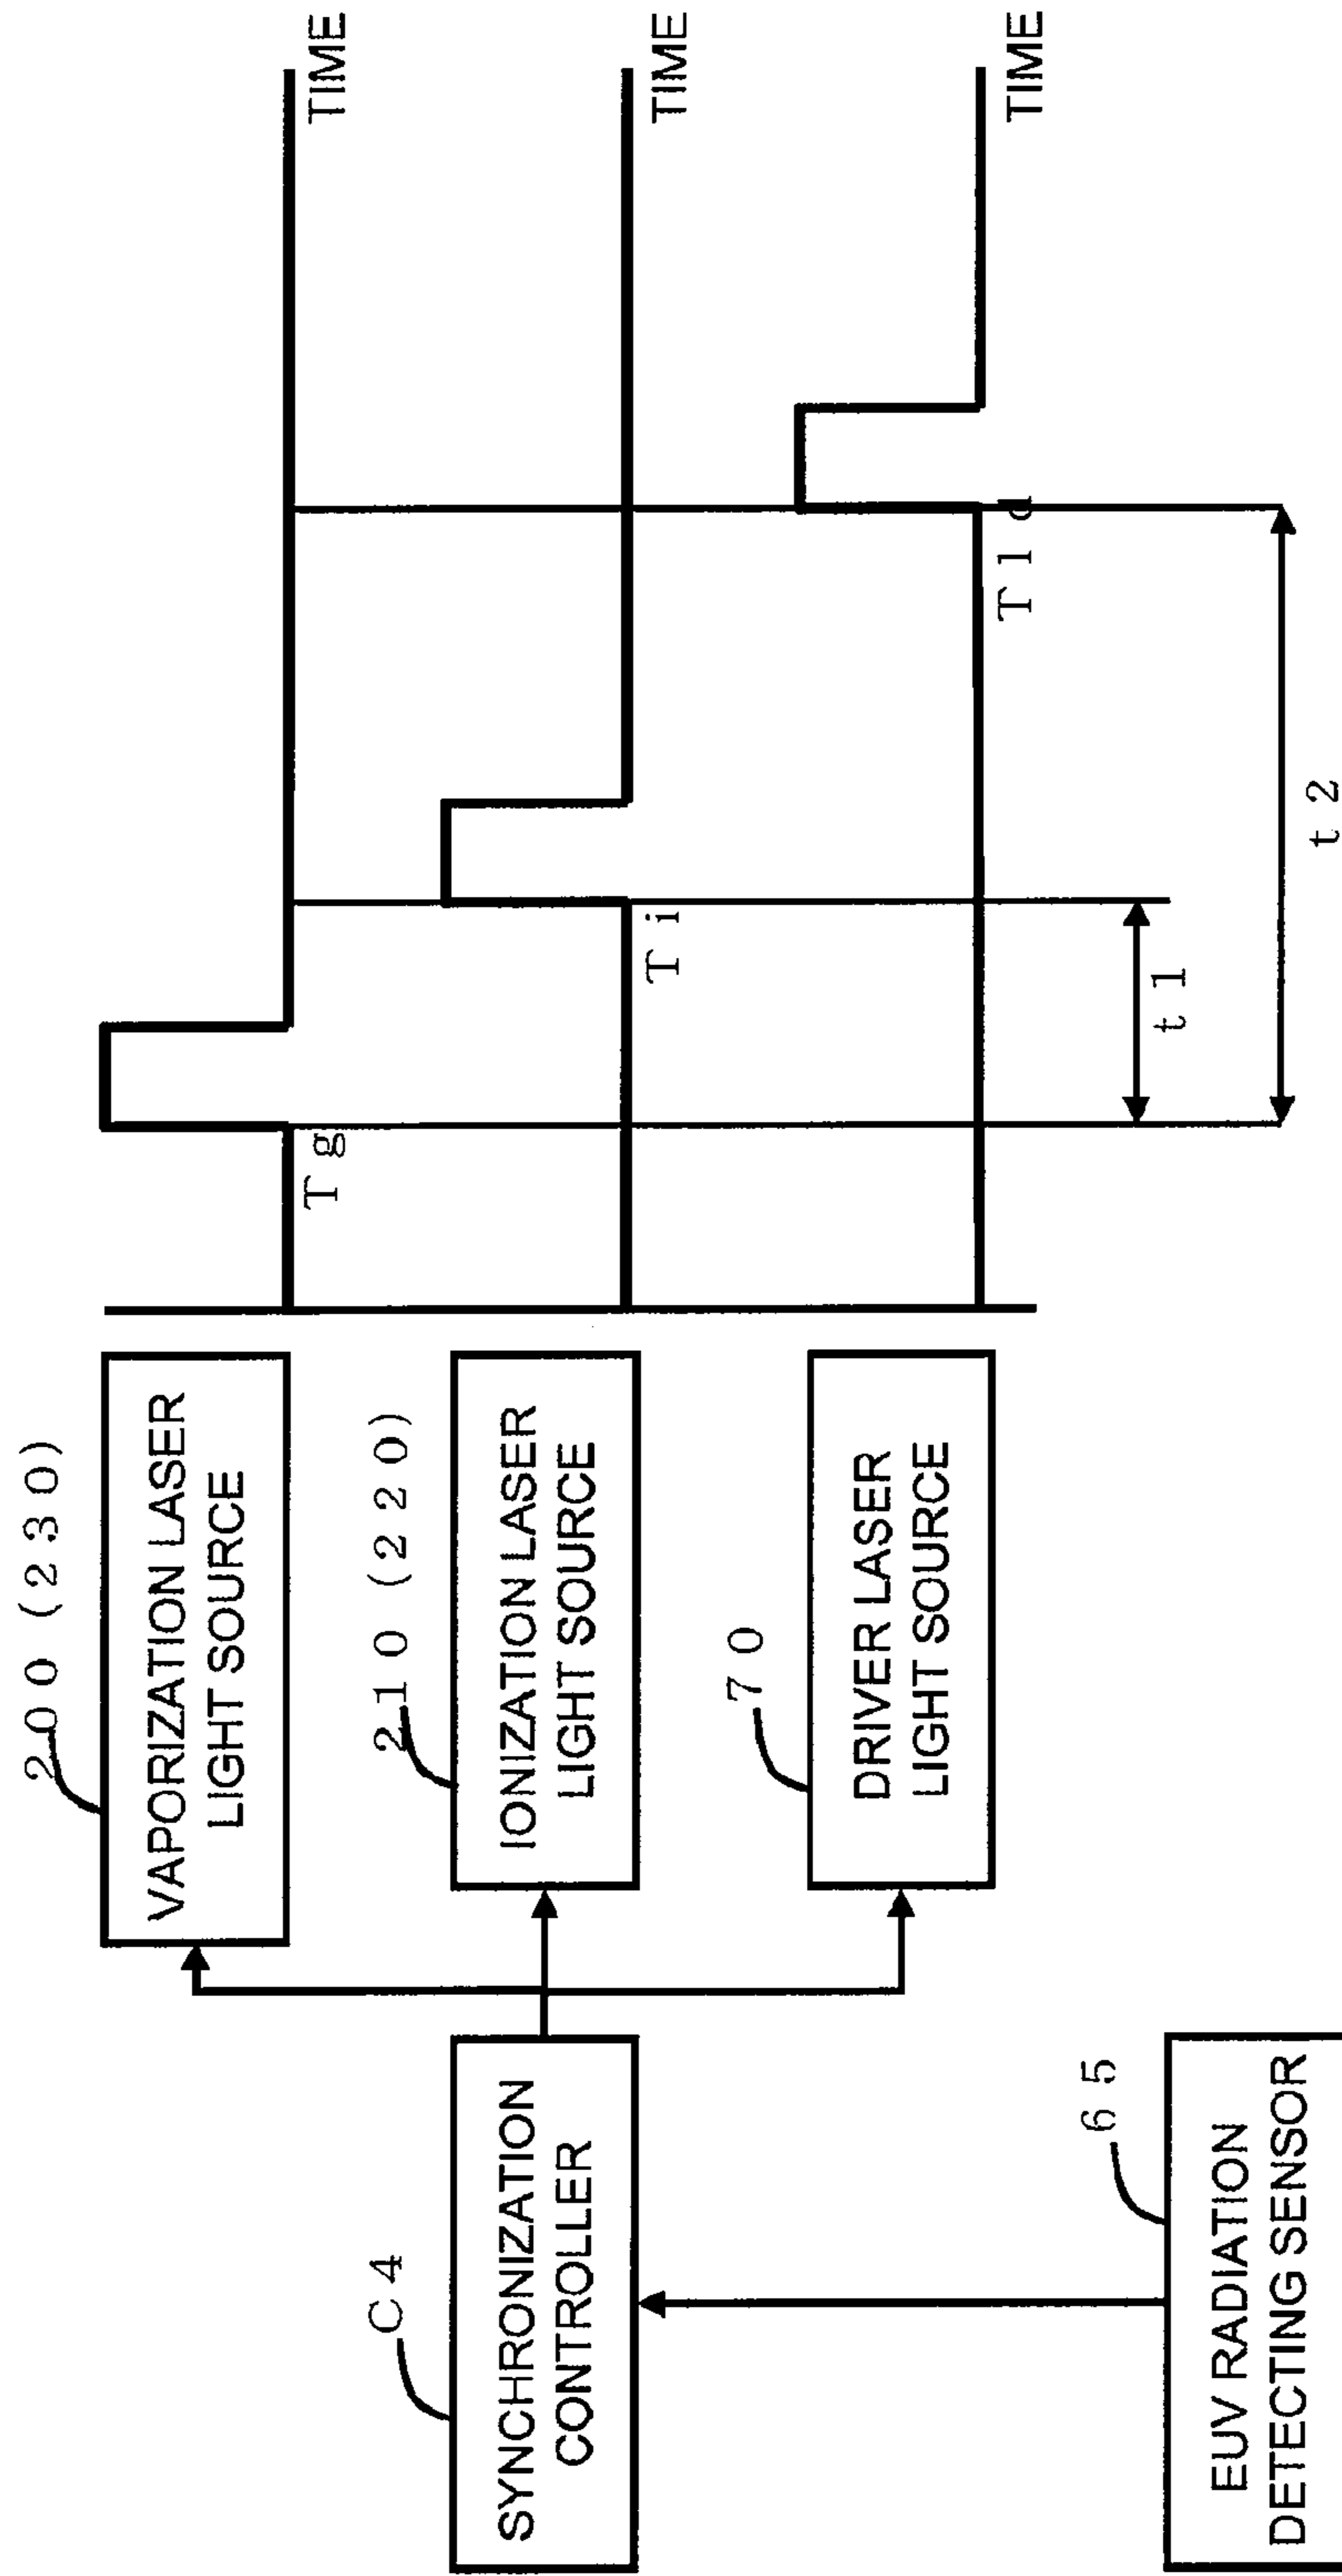 200 (230)
VAPORIZATION LASER
LIGHT SOURCE
210 (220)
IONIZATION LASER
LIGHT SOURCE
70
DRIVER LASER
LIGHT SOURCE
C4
SYNCHRONIZATION
CONTROLLER
65
EUV RADIATION
DETECTING SENSOR
Tg
TIME
Ti
TIME
Tld
TIME
t1
t2